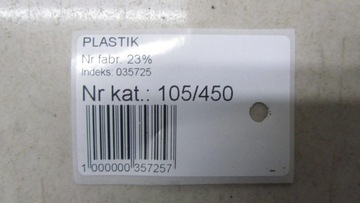 PLASTIK
Nr fabr. 23%
Indeks: 035725
Nr kat.: 105/450
1 000000 357257